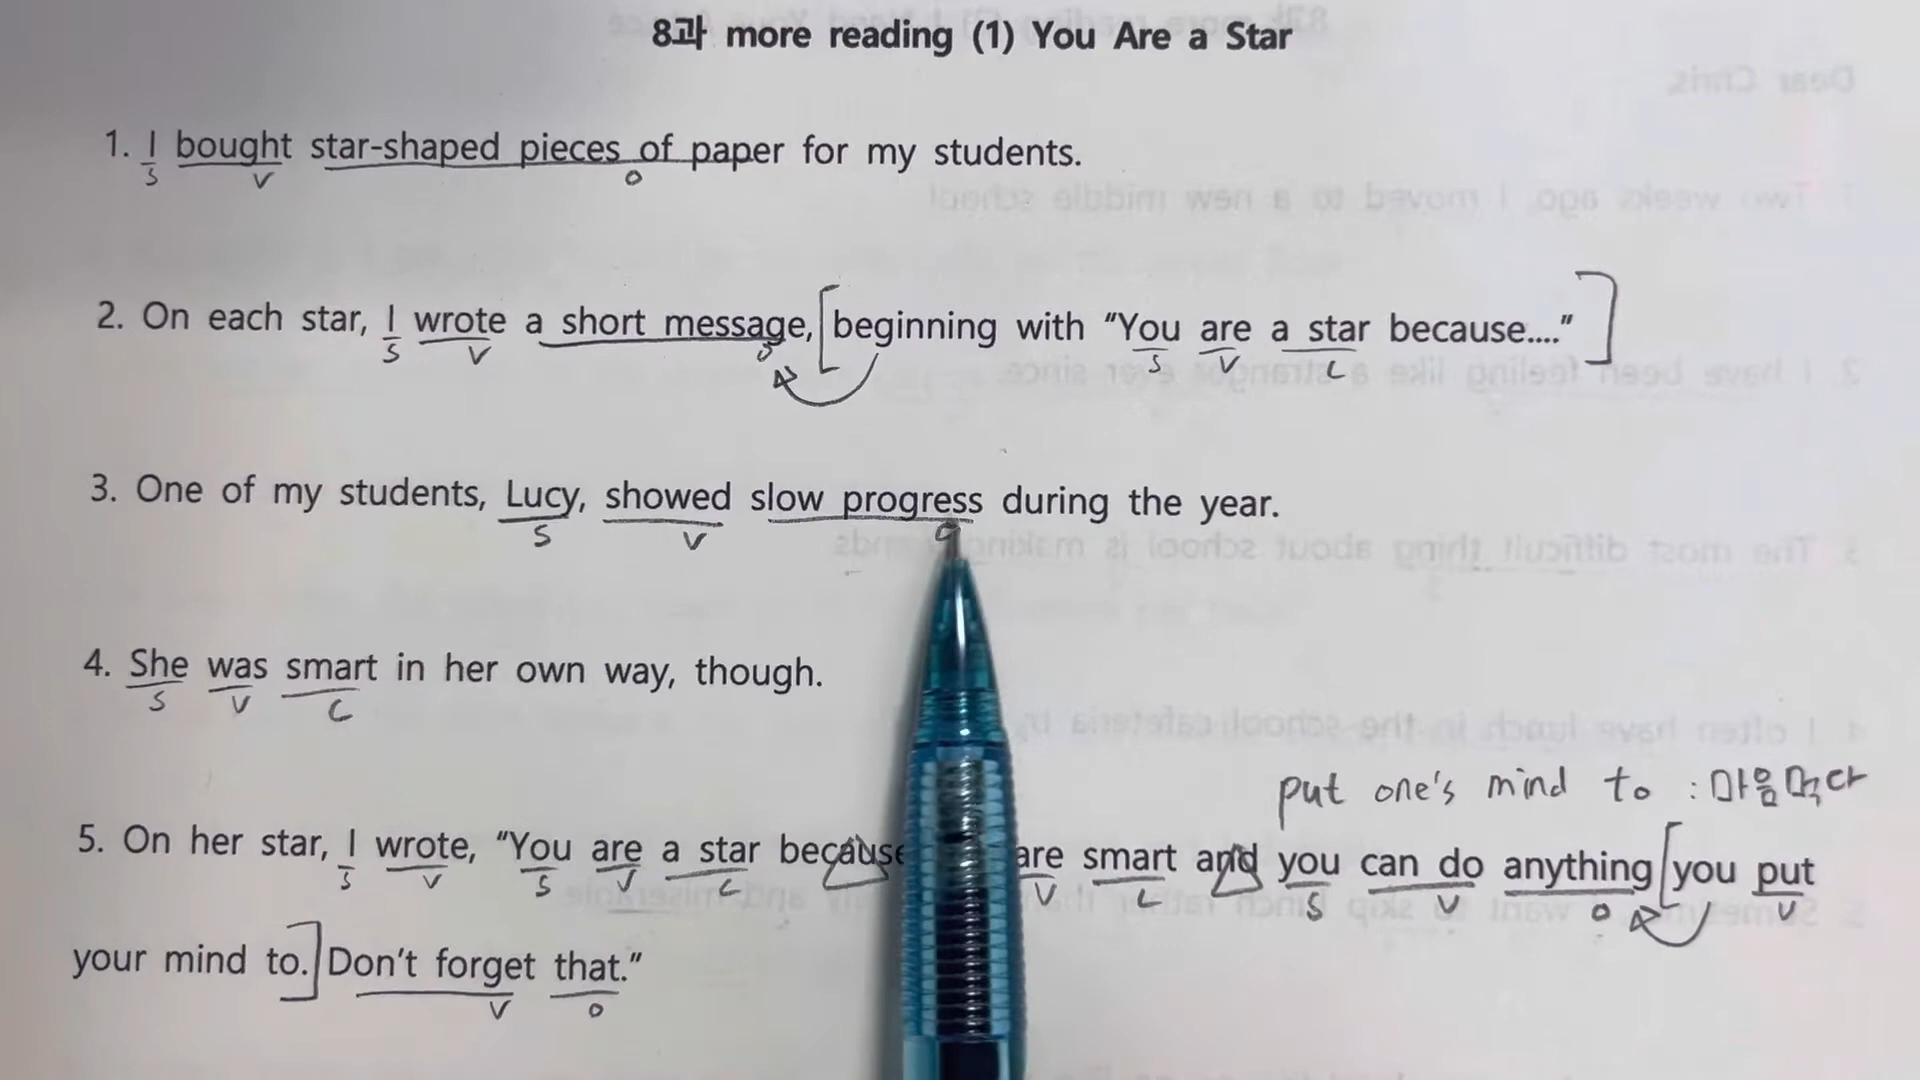 8과 more reading (1) You Are a Star
1. I bought star-shaped pieces of paper for my students.
S V O
2. On each star, I wrote a short message, [beginning with “You are a star because....”]
S V O S V C
3. One of my students, Lucy, showed slow progress during the year.
S V
4. She was smart in her own way, though.
S V C
put one's mind to : 마음먹다
5. On her star, I wrote, “You are a star because are smart and you can do anything [you put
S V S V C V C S V O V
your mind to.] Don't forget that.”
V O